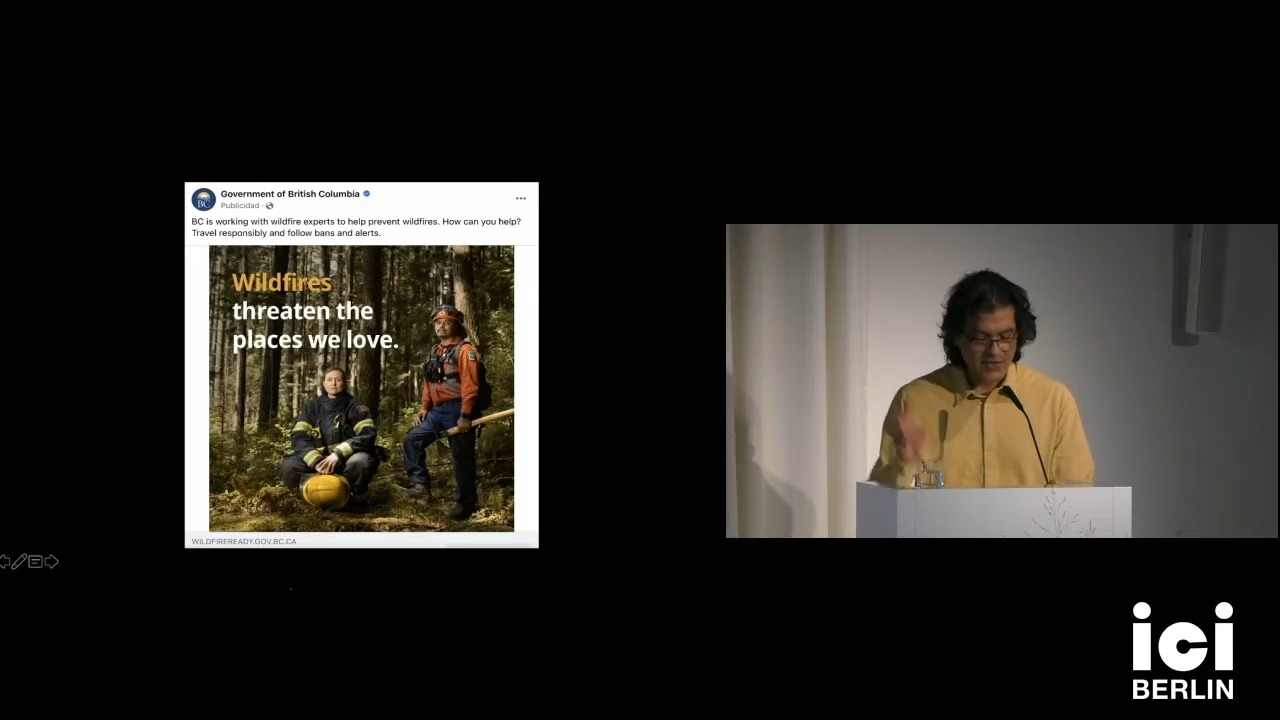 Government of British Columbia
Publicidad ·
BC
BC is working with wildfire experts to help prevent wildfires. How can you help?
Travel responsibly and follow bans and alerts.
Wildfires
threaten the
places we love.
WILDFIREREADY.GOV.BC.CA
ici
BERLIN